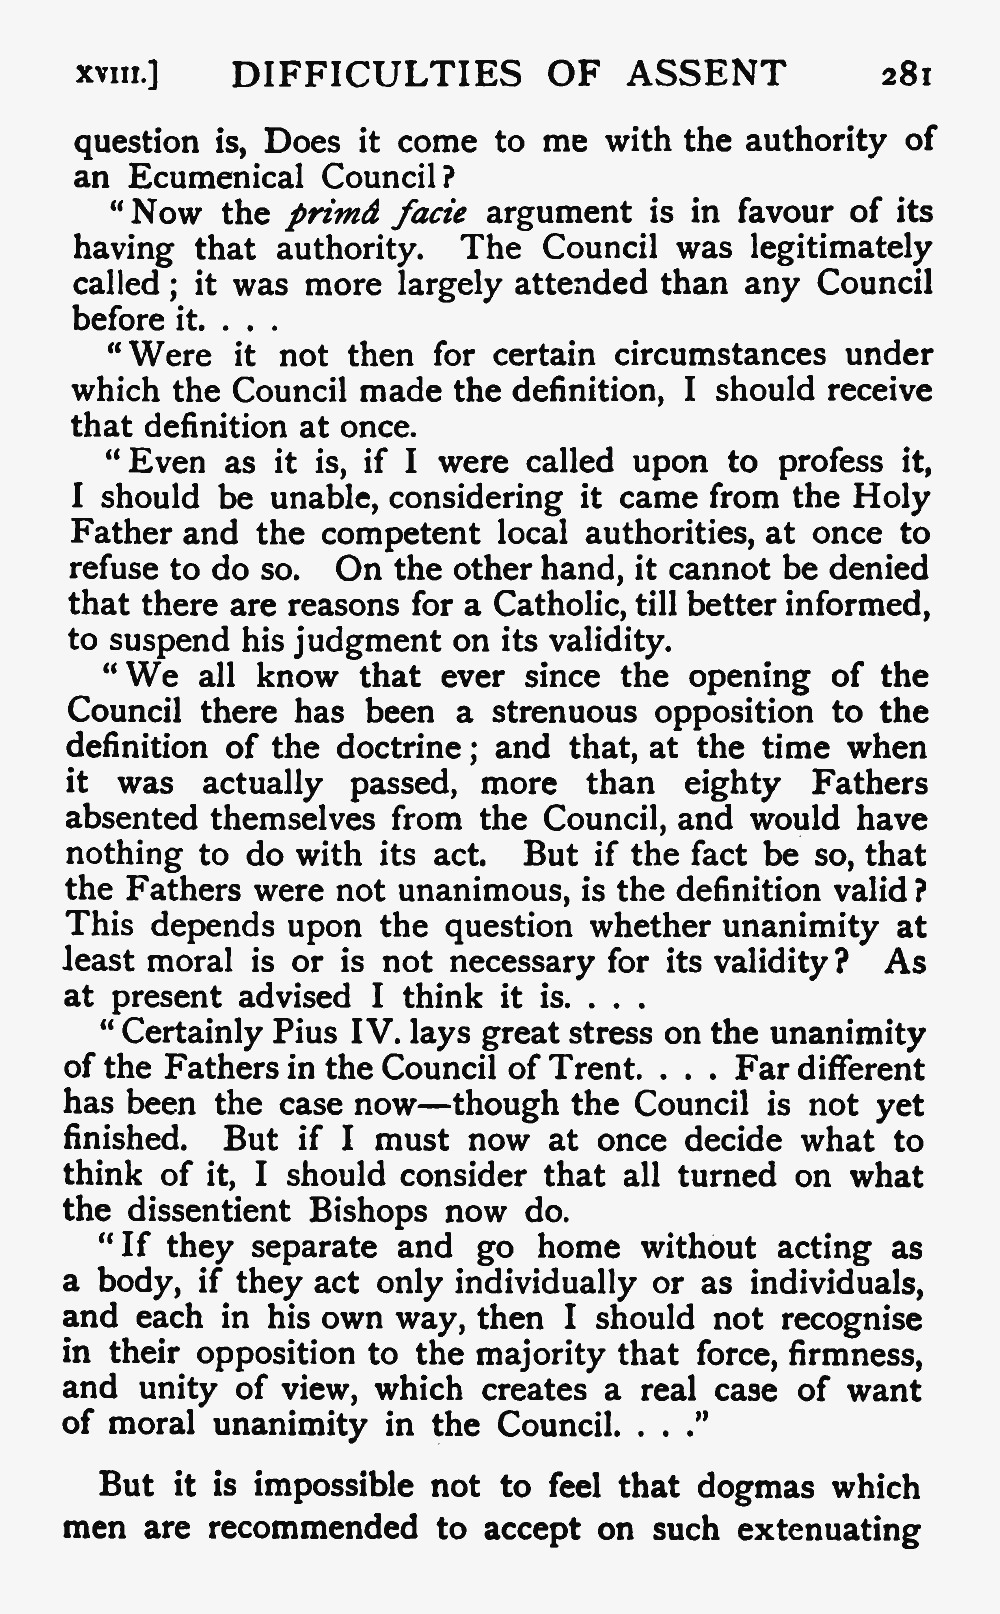 XVIII.] DIFFICULTIES OF ASSENT 281
question is, Does it come to me with the authority of
an Ecumenical Council?
"Now the primâ facie argument is in favour of its
having that authority. The Council was legitimately
called; it was more largely attended than any Council
before it. . . .
"Were it not then for certain circumstances under
which the Council made the definition, I should receive
that definition at once.
"Even as it is, if I were called upon to profess it,
I should be unable, considering it came from the Holy
Father and the competent local authorities, at once to
refuse to do so. On the other hand, it cannot be denied
that there are reasons for a Catholic, till better informed,
to suspend his judgment on its validity.
"We all know that ever since the opening of the
Council there has been a strenuous opposition to the
definition of the doctrine; and that, at the time when
it was actually passed, more than eighty Fathers
absented themselves from the Council, and would have
nothing to do with its act. But if the fact be so, that
the Fathers were not unanimous, is the definition valid?
This depends upon the question whether unanimity at
least moral is or is not necessary for its validity? As
at present advised I think it is. . . .
"Certainly Pius IV. lays great stress on the unanimity
of the Fathers in the Council of Trent. . . . Far different
has been the case now—though the Council is not yet
finished. But if I must now at once decide what to
think of it, I should consider that all turned on what
the dissentient Bishops now do.
"If they separate and go home without acting as
a body, if they act only individually or as individuals,
and each in his own way, then I should not recognise
in their opposition to the majority that force, firmness,
and unity of view, which creates a real case of want
of moral unanimity in the Council. . . ."
But it is impossible not to feel that dogmas which
men are recommended to accept on such extenuating